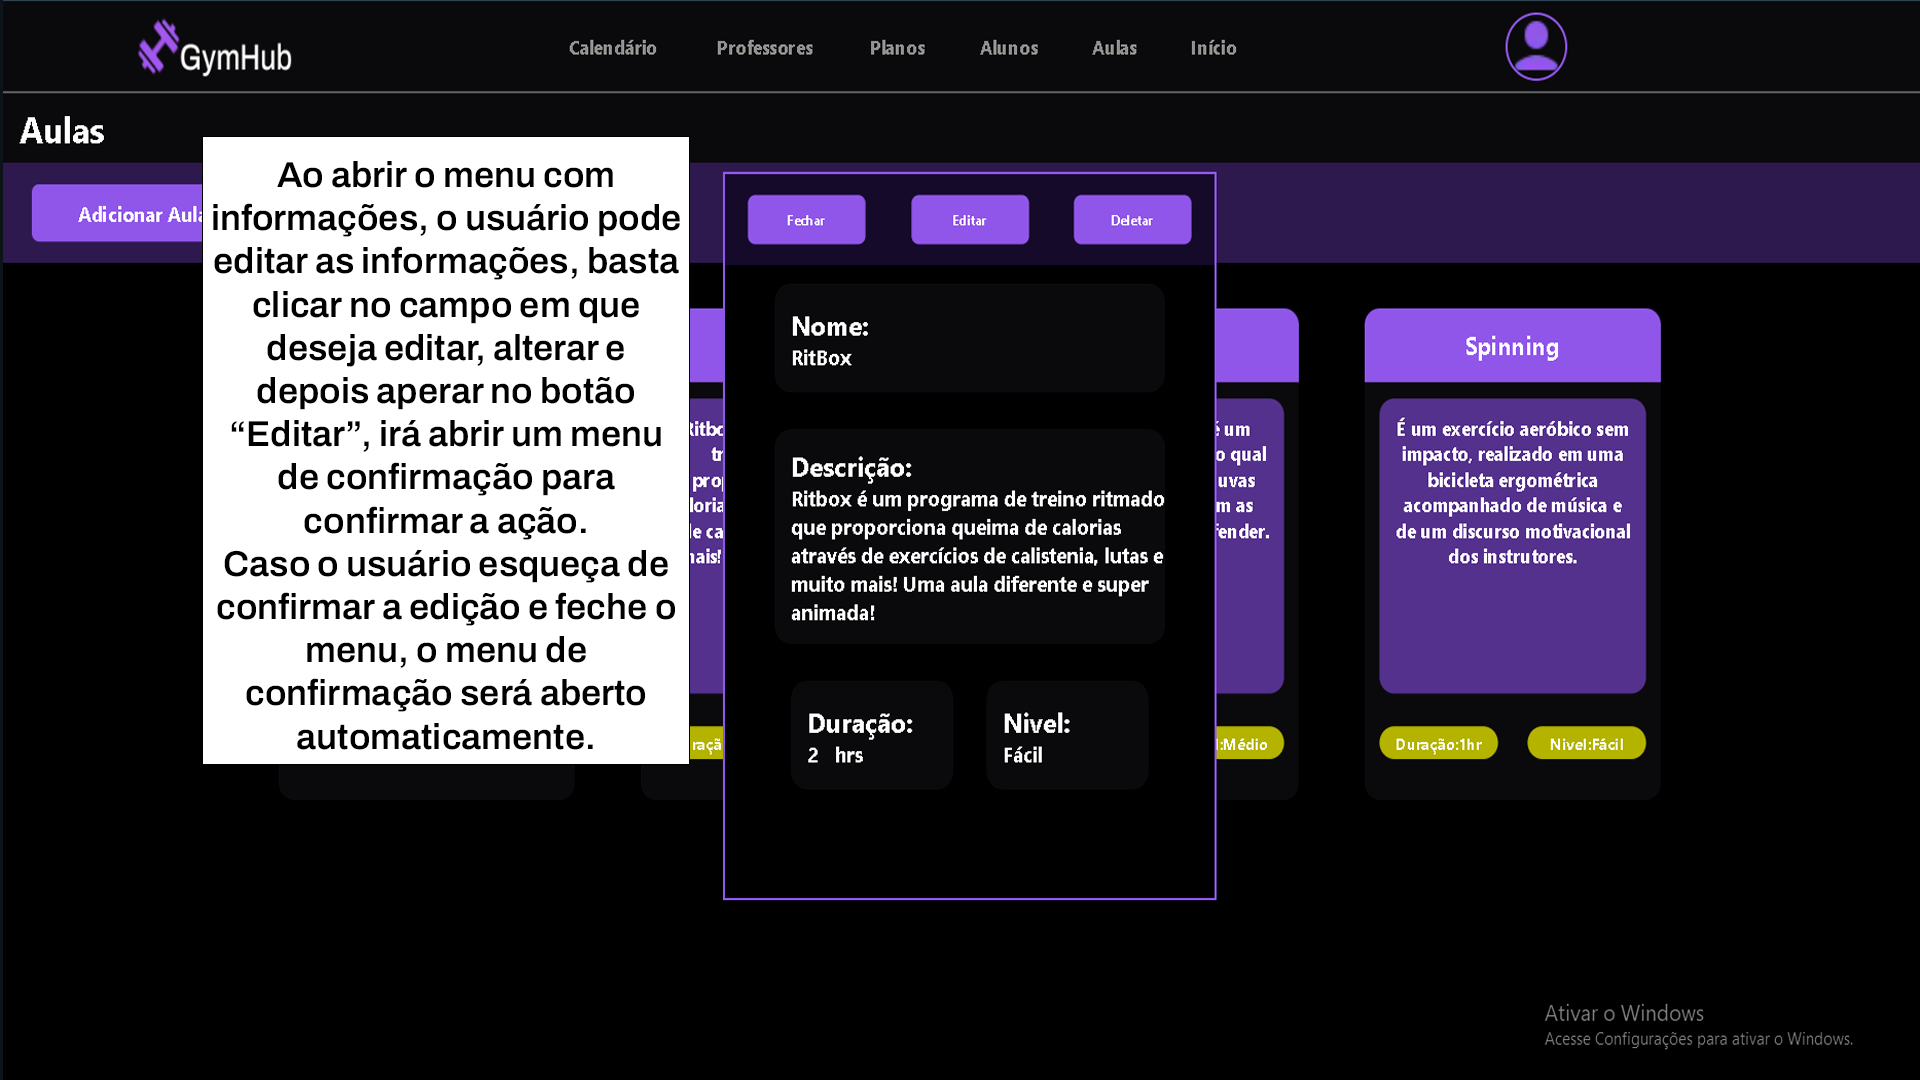 GymHub
Calendário Professores Planos Alunos Aulas Início
Aulas
Adicionar Aula
Ao abrir o menu com
informações, o usuário pode
editar as informações, basta
clicar no campo em que
deseja editar, alterar e
depois aperar no botão
“Editar”, irá abrir um menu
de confirmação para
confirmar a ação.
Caso o usuário esqueça de
confirmar a edição e feche o
menu, o menu de
confirmação será aberto
automaticamente.
Fechar Editar Deletar
Nome:
RitBox
Descrição:
Ritbox é um programa de treino ritmado
que proporciona queima de calorias
através de exercícios de calistenia, lutas e
muito mais! Uma aula diferente e super
animada!
Duração:
2 hrs
Nivel:
Fácil
é um
o qual
uvas
m as
fender.
:Médio
Spinning
É um exercício aeróbico sem
impacto, realizado em uma
bicicleta ergométrica
acompanhado de música e
de um discurso motivacional
dos instrutores.
Duração:1hr Nivel:Fácil
Ativar o Windows
Acesse Configurações para ativar o Windows.